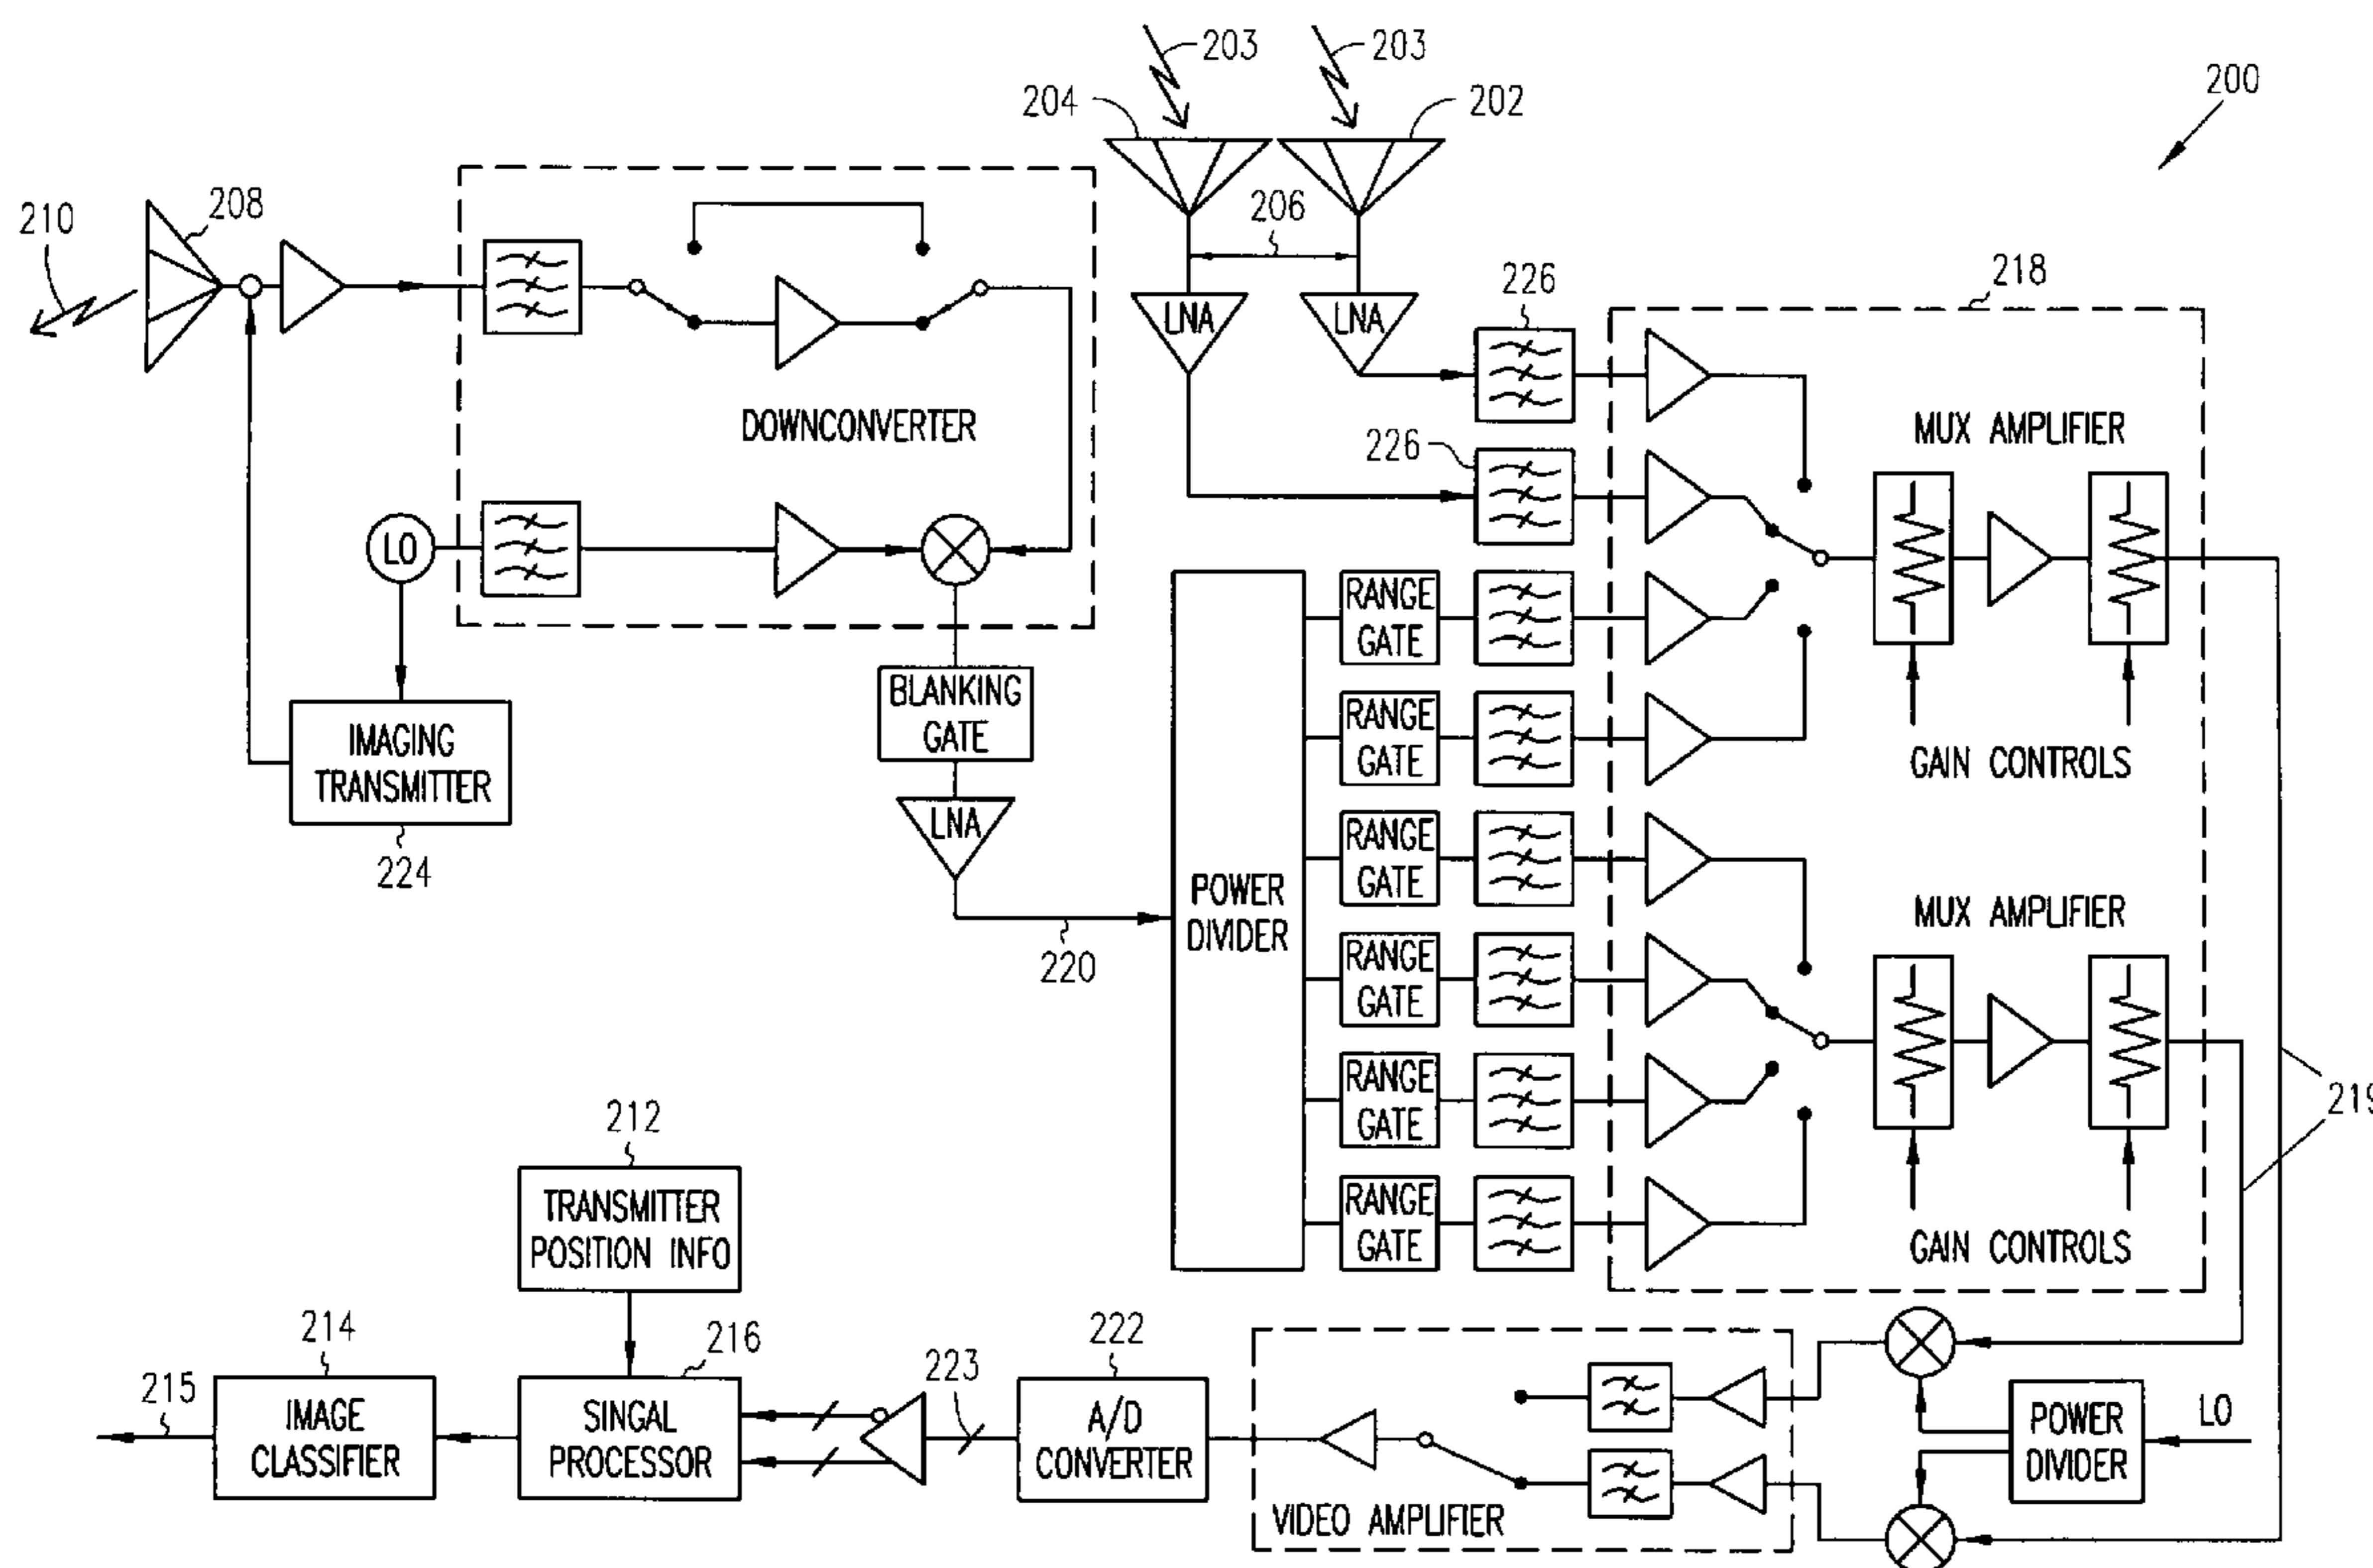 203
203
200
204
202
210
208
206
LNA
LNA
226
218
DOWNCONVERTER
226
MUX AMPLIFIER
LO
RANGE
GATE
BLANKING
GATE
RANGE
GATE
IMAGING
TRANSMITTER
GAIN CONTROLS
LNA
RANGE
GATE
224
POWER
DIVIDER
MUX AMPLIFIER
220
RANGE
GATE
RANGE
GATE
219
212
TRANSMITTER
POSITION INFO
RANGE
GATE
GAIN CONTROLS
214
216
222
215
IMAGE
CLASSIFIER
SINGAL
PROCESSOR
223
A/D
CONVERTER
VIDEO AMPLIFIER
POWER
DIVIDER
LO